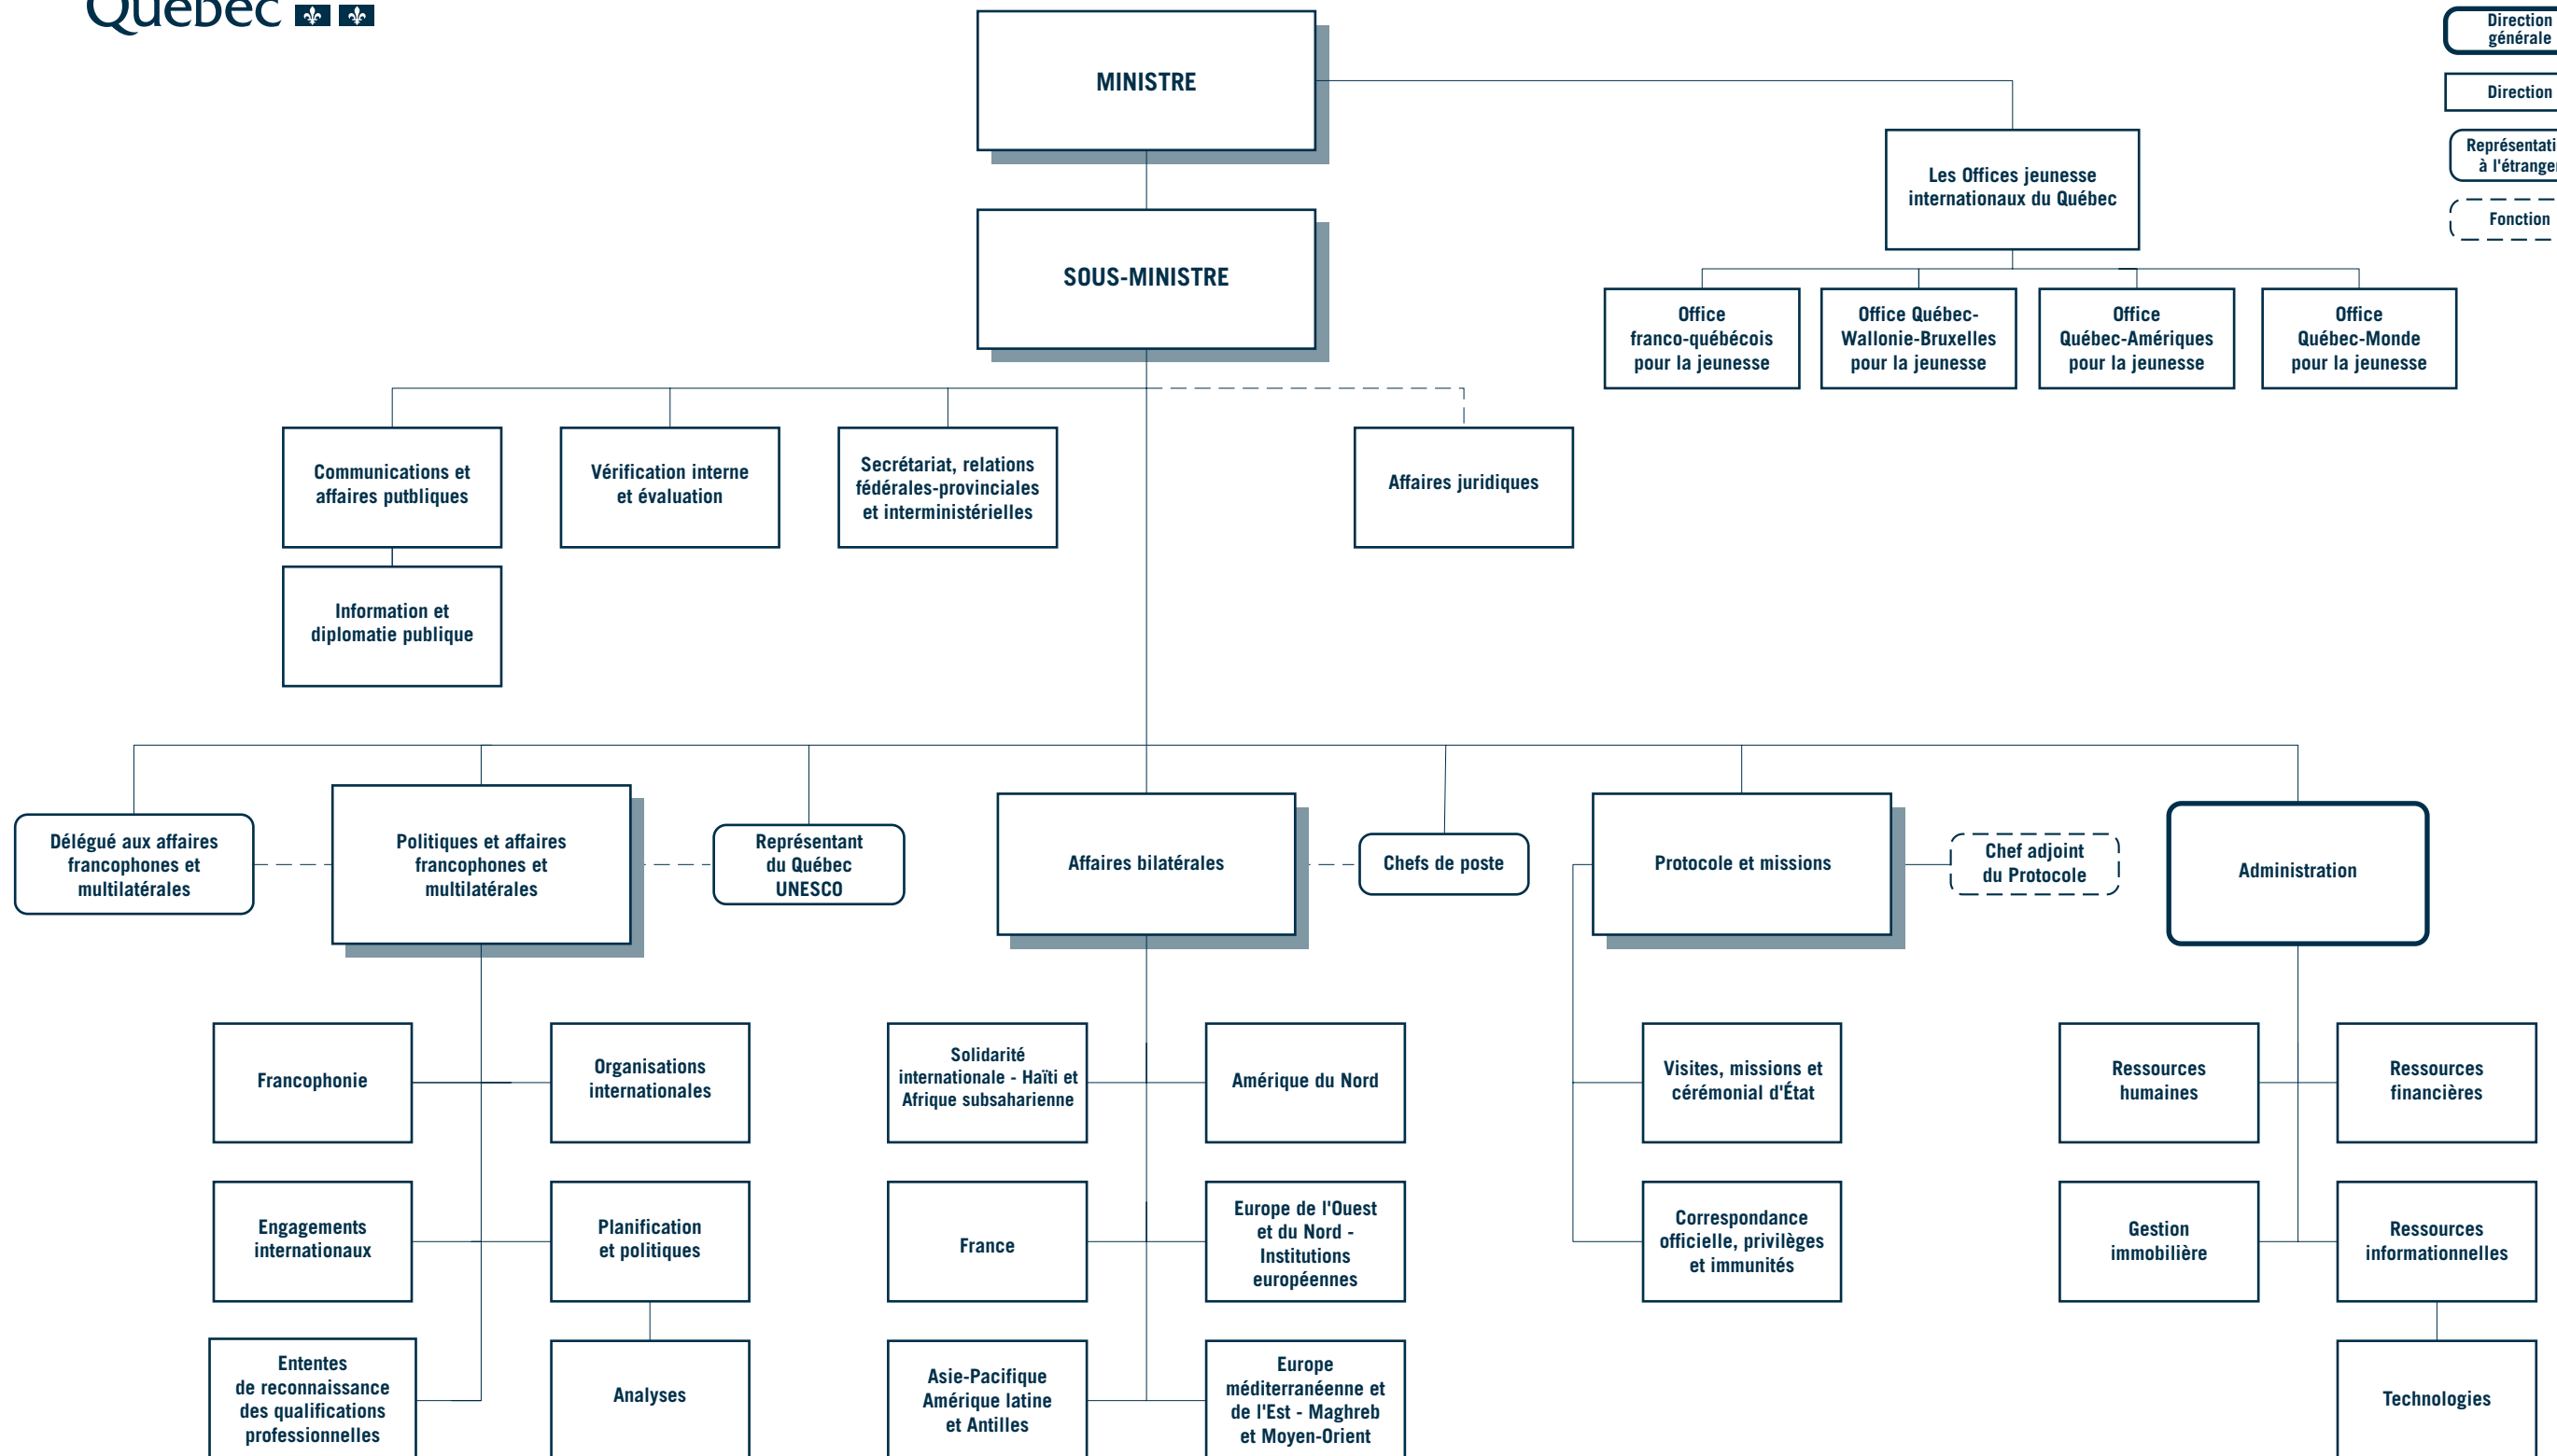 Québec
MINISTRE
SOUS-MINISTRE
Direction
générale
Direction
Représentati
à l'étranger
Fonction
Les Offices jeunesse
internationaux du Québec
Office
franco-québécois
pour la jeunesse
Office Québec-
Wallonie-Bruxelles
pour la jeunesse
Office
Québec-Amériques
pour la jeunesse
Office
Québec-Monde
pour la jeunesse
Communications et
affaires putbliques
Vérification interne
et évaluation
Secrétariat, relations
fédérales-provinciales
et interministérielles
Affaires juridiques
Information et
diplomatie publique
Délégué aux affaires
francophones et
multilatérales
Politiques et affaires
francophones et
multilatérales
Représentant
du Québec
UNESCO
Affaires bilatérales
Chefs de poste
Protocole et missions
Chef adjoint
du Protocole
Administration
Francophonie
Organisations
internationales
Solidarité
internationale - Haïti et
Afrique subsaharienne
Amérique du Nord
Visites, missions et
cérémonial d'État
Ressources
humaines
Ressources
financières
Engagements
internationaux
Planification
et politiques
France
Europe de l'Ouest
et du Nord -
Institutions
européennes
Correspondance
officielle, privilèges
et immunités
Gestion
immobilière
Ressources
informationnelles
Ententes
de reconnaissance
des qualifications
professionnelles
Analyses
Asie-Pacifique
Amérique latine
et Antilles
Europe
méditerranéenne et
de l'Est - Maghreb
et Moyen-Orient
Technologies